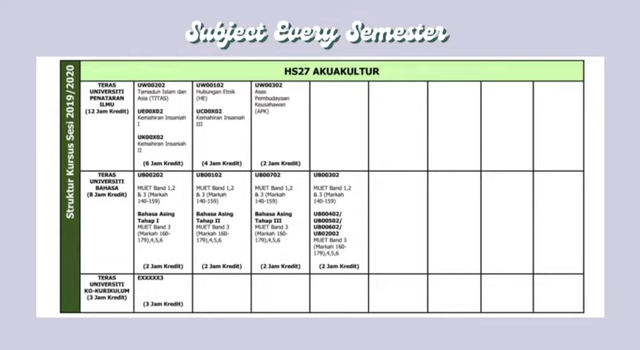 Subject Every Semester
Struktur Kursus Sesi 2019/2020
HS27 AKUAKULTUR
TERAS
UNIVERSITI
PENATARAN
ILMU
(12 Jam Kredit)
UW00202
Tamadun Islam dan
Asia (TITAS)
UE00X02
Kemahiran Insaniah
I
UK00X02
Kemahiran Insaniah
II
(6 Jam Kredit)
UW00102
Hubungan Etnik
(HE)
UC00X02
Kemahiran Insaniah
III
(4 Jam Kredit)
UW00302
Asas
Pembudayaan
Keusahawan
(APK)
(2 Jam Kredit)
TERAS
UNIVERSITI
BAHASA
(8 Jam Kredit)
UB00202
MUET Band 1,2
& 3 (Markah
140-159)
Bahasa Asing
Tahap I
MUET Band 3
(Markah 160-
179),4,5,6
(2 Jam Kredit)
UB00102
MUET Band 1,2
& 3 (Markah
140-159)
Bahasa Asing
Tahap II
MUET Band 3
(Markah 160-
179),4,5,6
(2 Jam Kredit)
UB00702
MUET Band 1,2
& 3 (Markah
140-159)
Bahasa Asing
Tahap III
MUET Band 3
(Markah 160-
179),4,5,6
(2 Jam Kredit)
UB00302
MUET Band 1,2
& 3 (Markah
140-159)
UB00402/
UB00502/
UB00602/
UB02002
MUET Band 3
(Markah 160-
179),4,5,6
(2 Jam Kredit)
TERAS
UNIVERSITI
KO-KURIKULUM
(3 Jam Kredit)
EXXXXX3
(3 Jam Kredit)